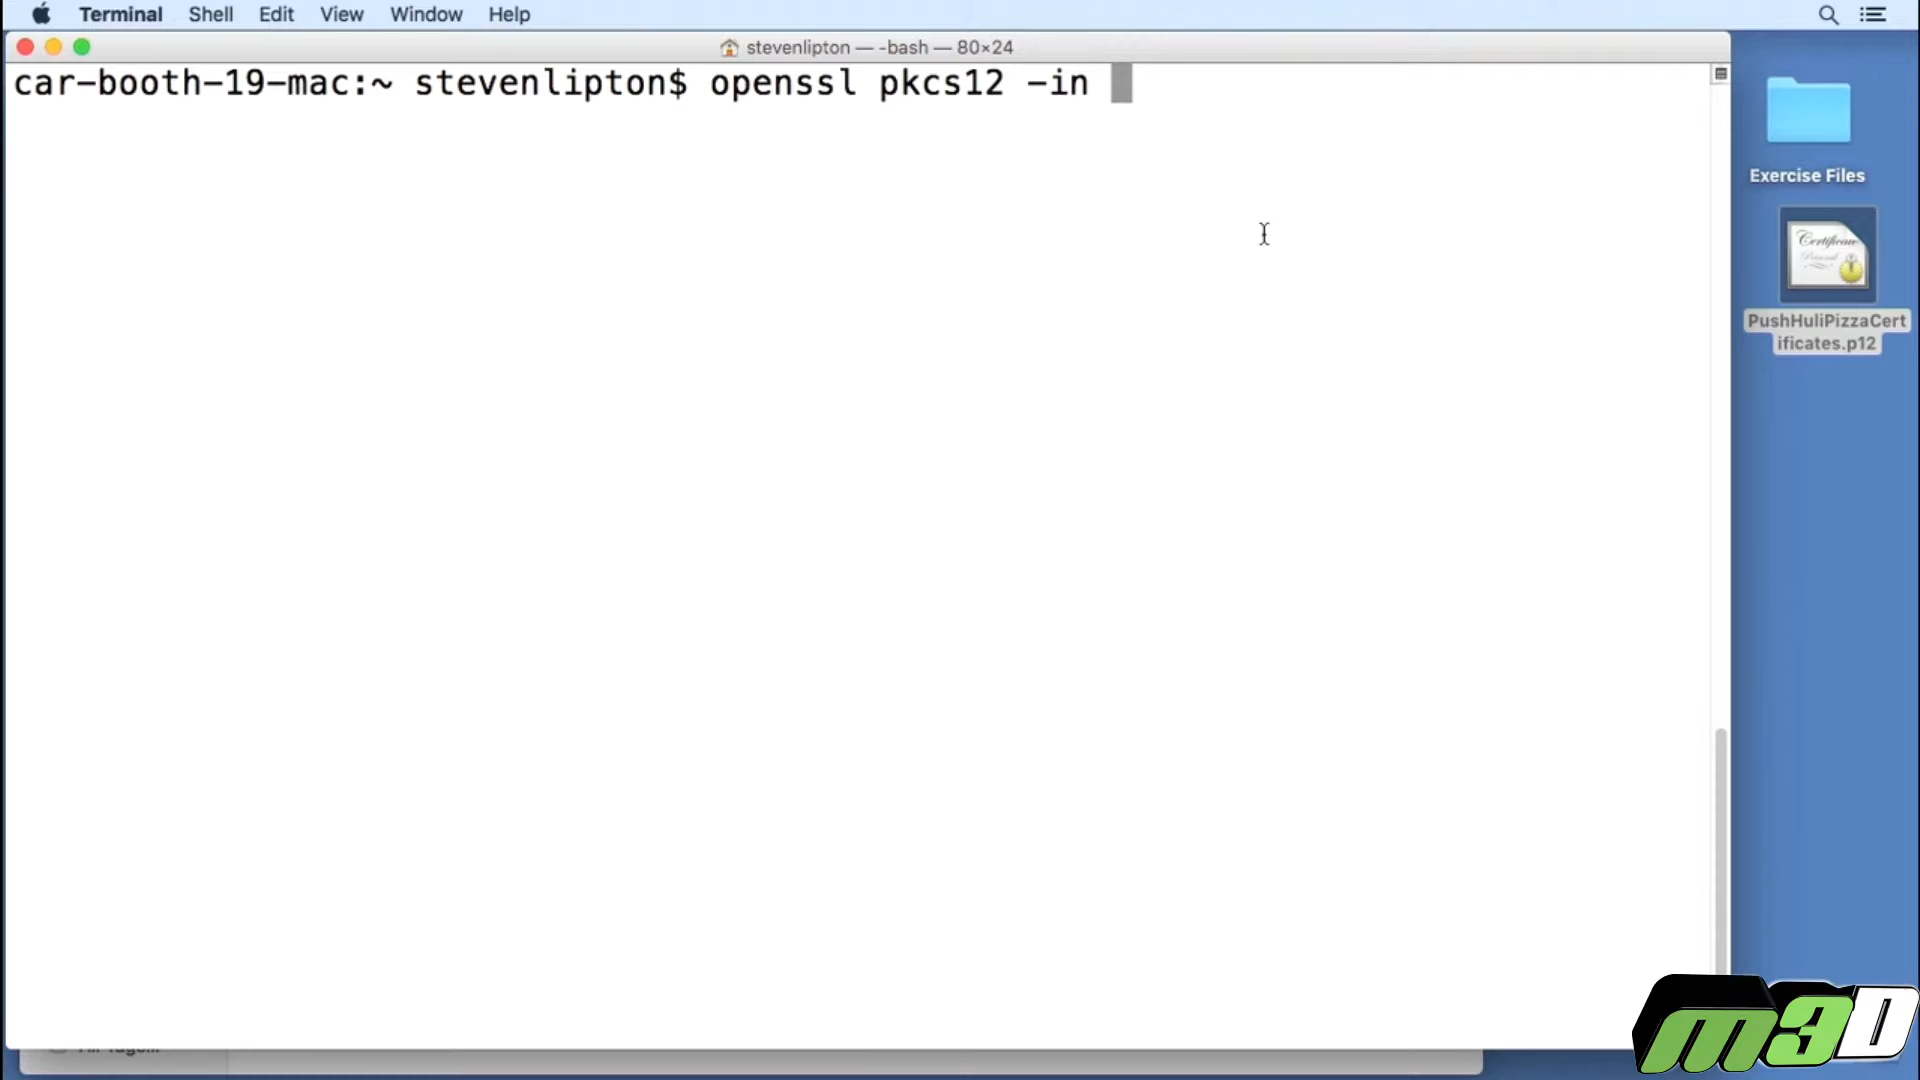 Terminal Shell Edit View Window Help
stevenlipton — -bash — 80×24
car-booth-19-mac:~ stevenlipton$ openssl pkcs12 -in
Exercise Files
Certificate
PushHuliPizzaCert
ificates.p12
M3D